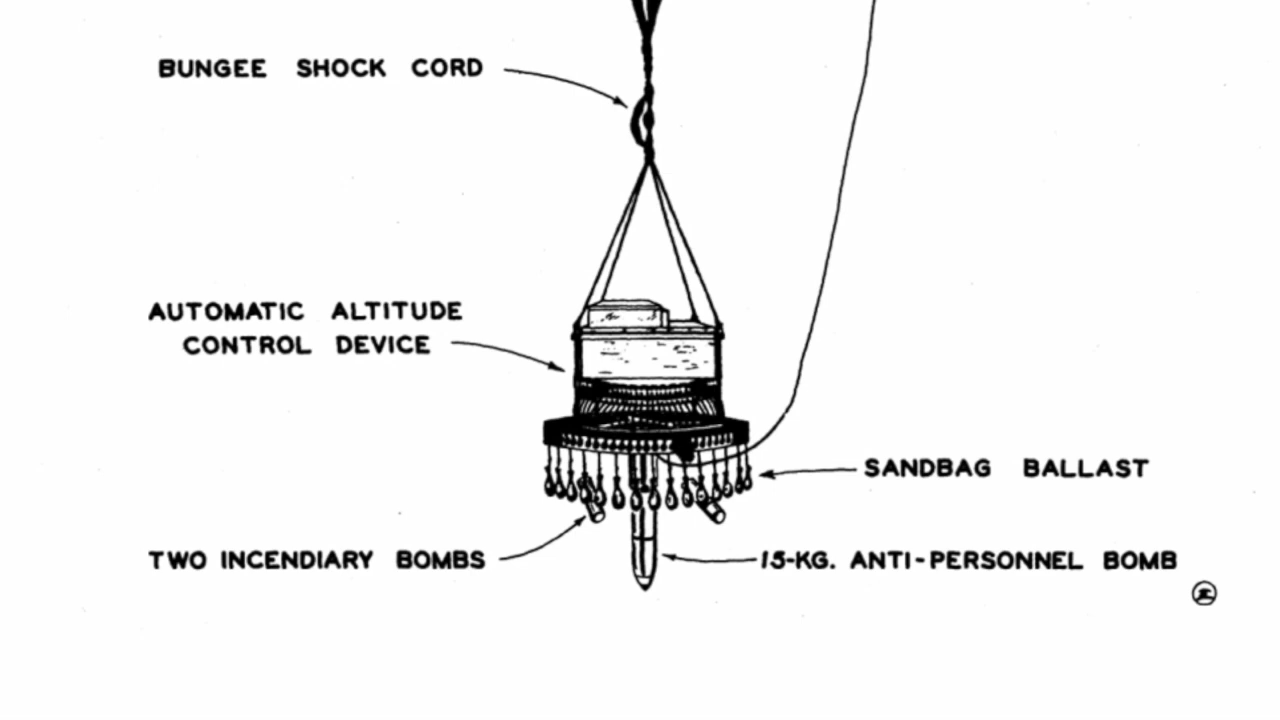 BUNGEE SHOCK CORD
AUTOMATIC ALTITUDE
CONTROL DEVICE
SANDBAG BALLAST
TWO INCENDIARY BOMBS
15-KG. ANTI-PERSONNEL BOMB